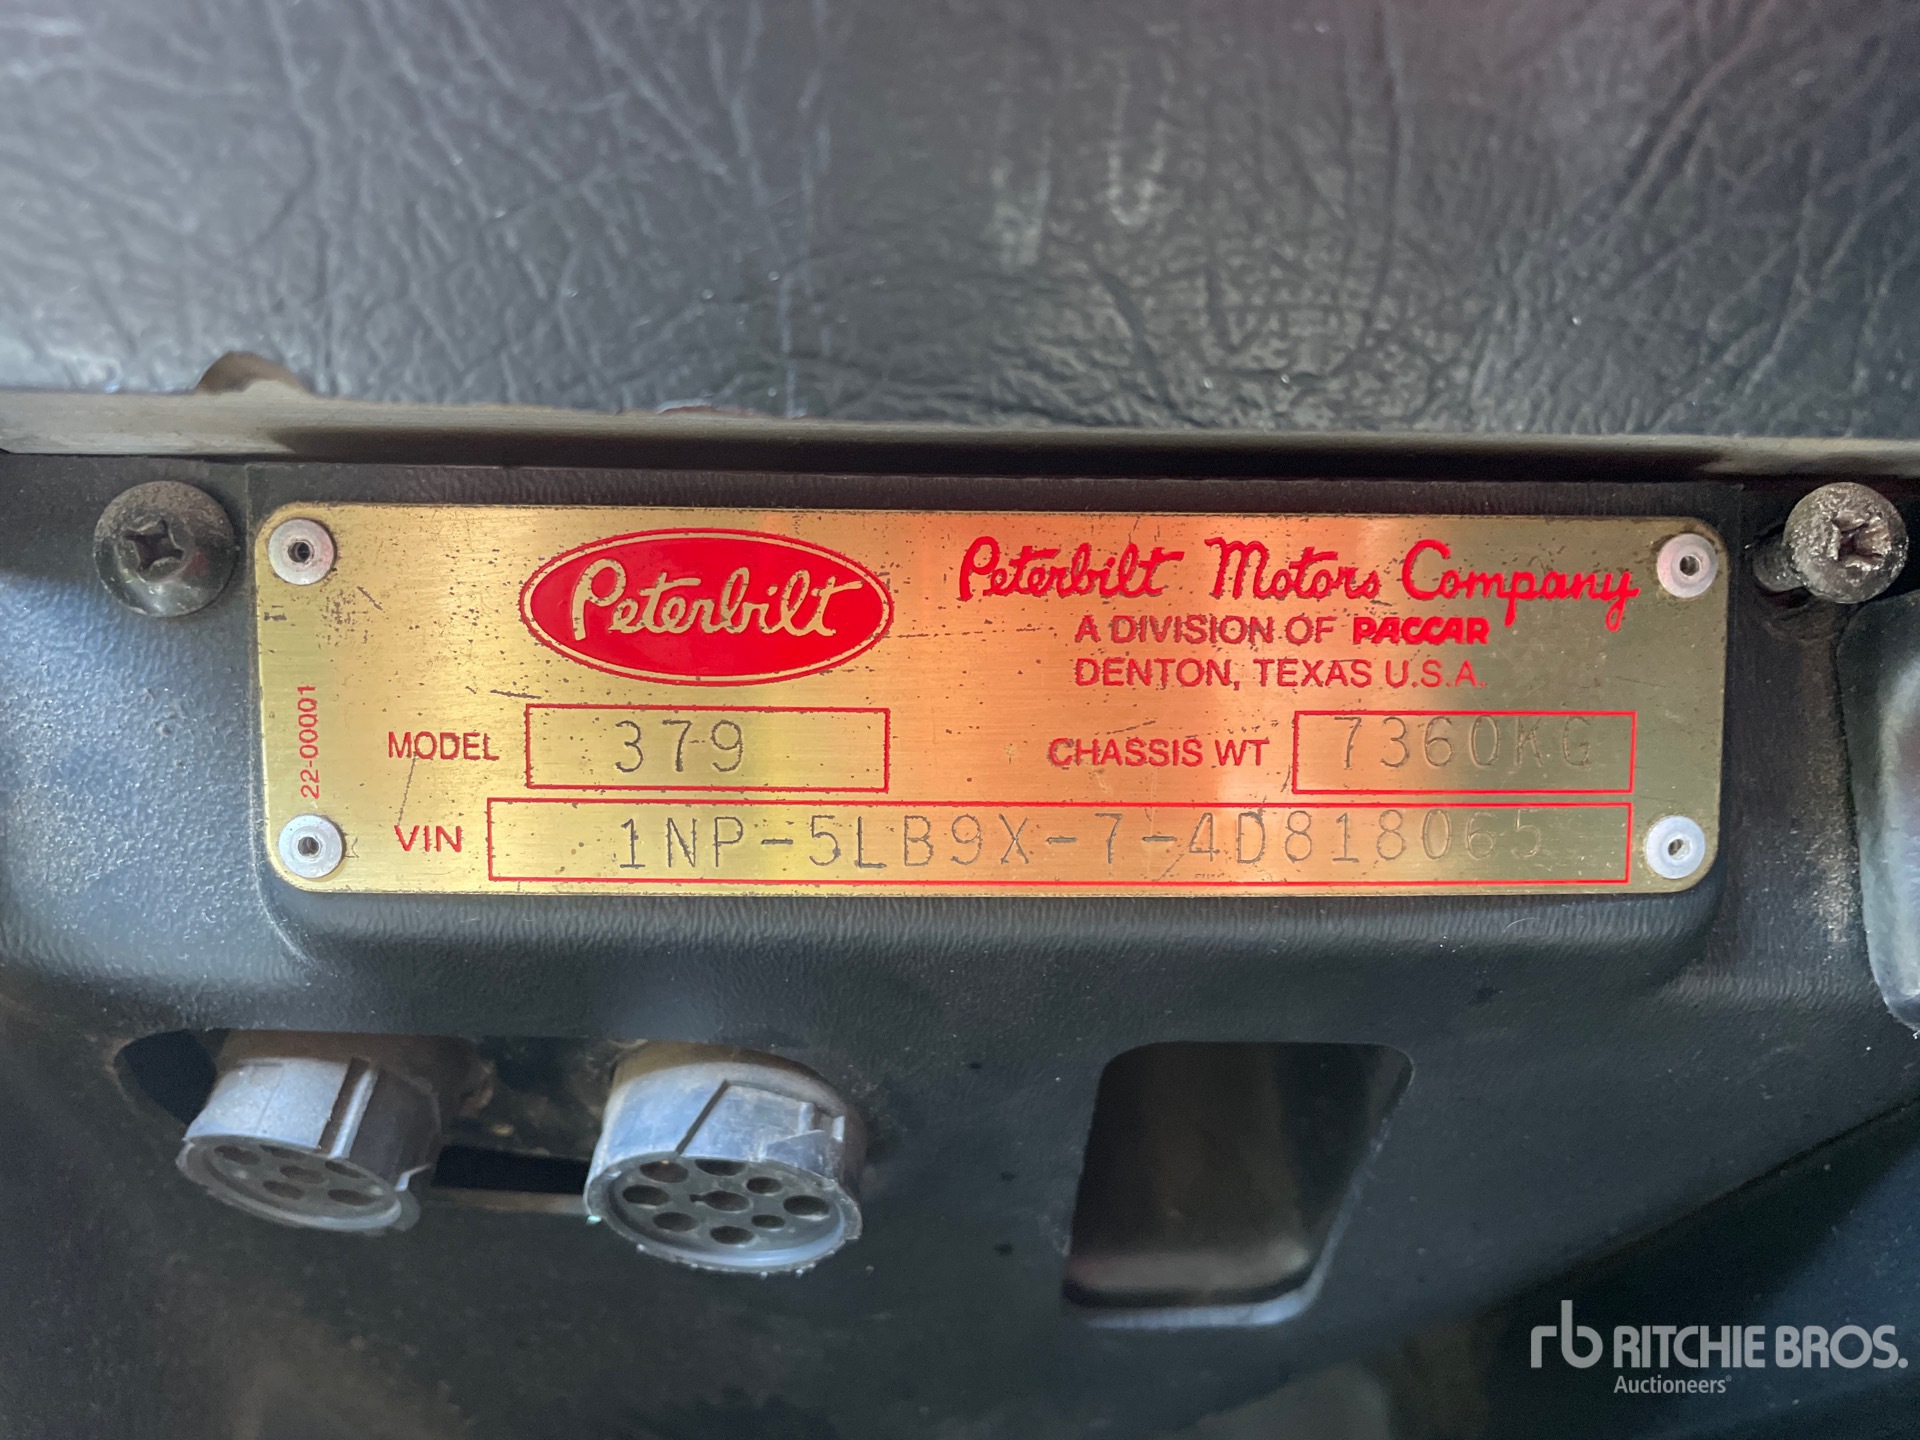 Peterbilt
Peterbilt Motors Company
A DIVISION OF PACCAR
DENTON, TEXAS U.S.A.
22-00001
MODEL 379 CHASSIS WT 7360KG
VIN 1NP-5LB9X-7-4D818065
rb RITCHIE BROS.
Auctioneers